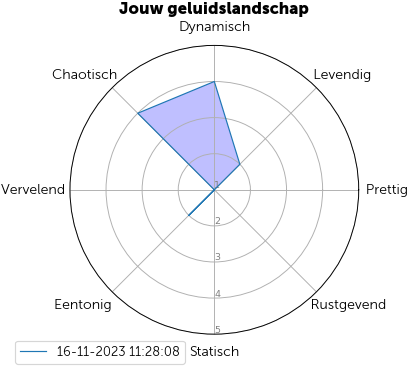 Jouw geluidslandschap
Dynamisch
Chaotisch
Levendig
Vervelend
1
Prettig
2
3
4
Eentonig
Rustgevend
5
16-11-2023 11:28:08
Statisch